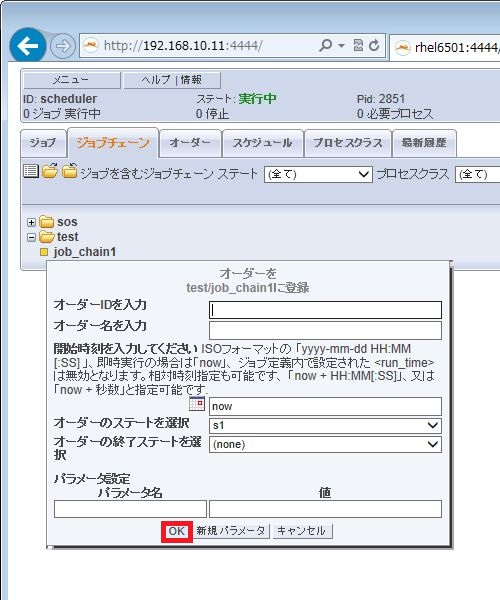 http://192.168.10.11:4444/
rhel6501:4444/
メニュー
ヘルプ | 情報
ID: scheduler
ステート: 実行中
Pid: 2851
0 ジョブ 実行中
0 停止
0 必要プロセス
ジョブ
ジョブチェーン
オーダー
スケジュール
プロセスクラス
最新履歴
ジョブを含むジョブチェーン ステート (全て) プロセスクラス (全て)
sos
test
job_chain1
オーダーを
test/job_chain1に登録
オーダーIDを入力
オーダー名を入力
開始時刻を入力してください ISOフォーマットの 「yyyy-mm-dd HH:MM
[:SS]」、即時実行の場合は「now」、ジョブ定義内で設定された <run_time>
は無効となります。相対時刻指定も可能です、 「now + HH:MM[:SS]」、又は
「now + 秒数」と指定可能です.
now
オーダーのステートを選択
s1
オーダーの終了ステートを選
択
(none)
パラメータ設定
パラメータ名
値
OK
新規 パラメータ
キャンセル